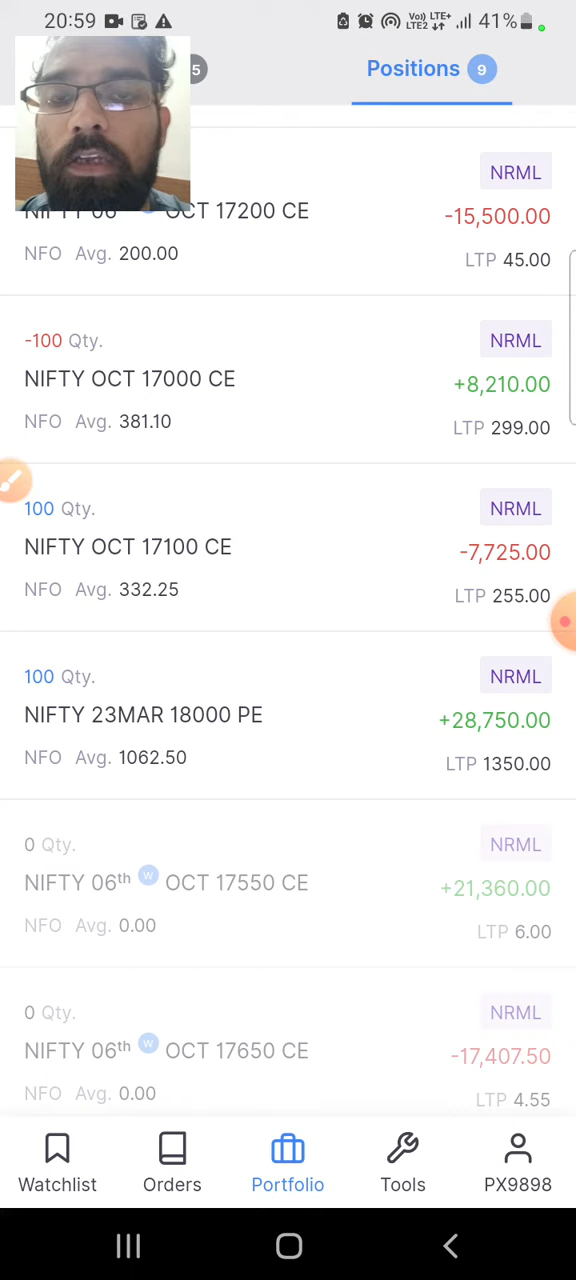 20:59
Vo)) LTE+
LTE2
41%
5
Positions 9
NRML
NIFTY 06 OCT 17200 CE
-15,500.00
NFO Avg. 200.00
LTP 45.00
-100 Qty.
NRML
NIFTY OCT 17000 CE
+8,210.00
NFO Avg. 381.10
LTP 299.00
100 Qty.
NRML
NIFTY OCT 17100 CE
-7,725.00
NFO Avg. 332.25
LTP 255.00
100 Qty.
NRML
NIFTY 23MAR 18000 PE
+28,750.00
NFO Avg. 1062.50
LTP 1350.00
0 Qty.
NRML
NIFTY 06th w OCT 17550 CE
+21,360.00
NFO Avg. 0.00
LTP 6.00
0 Qty.
NRML
NIFTY 06th w OCT 17650 CE
-17,407.50
NFO Avg. 0.00
LTP 4.55
Watchlist Orders Portfolio Tools PX9898